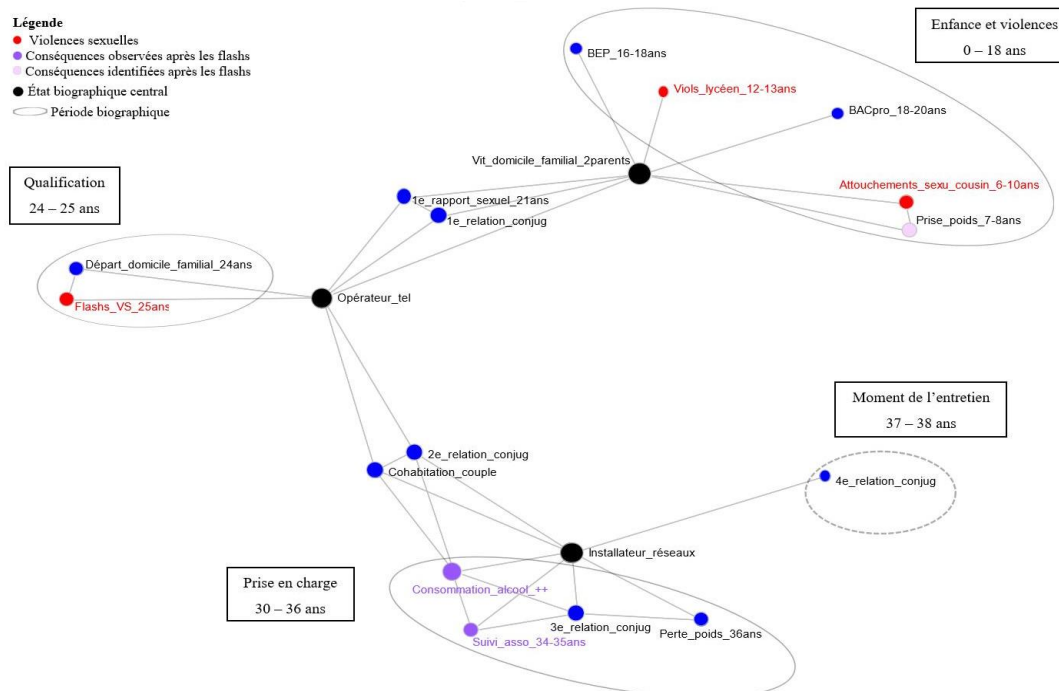 Légende
Violences sexuelles
Conséquences observées après les flashs
Conséquences identifiées après les flashs
État biographique central
Période biographique
Enfance et violences
0 – 18 ans
BEP_16-18ans
Viols_lycéen_12-13ans
BACpro_18-20ans
Vit_domicile_familial_2parents
Attouchements_sexu_cousin_6-10ans
Prise_poids_7-8ans
Qualification
24 – 25 ans
1e_rapport_sexuel_21ans
1e_relation_conjug
Départ_domicile_familial_24ans
Flashs_VS_25ans
Opérateur_tel
Moment de l’entretien
37 – 38 ans
2e_relation_conjug
Cohabitation_couple
4e_relation_conjug
Installateur_réseaux
Prise en charge
30 – 36 ans
Consommation_alcool_++
3e_relation_conjug
Perte_poids_36ans
Suivi_asso_34-35ans